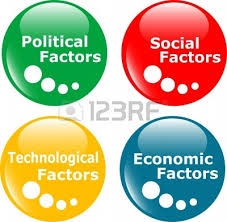 Political
Factors
Social
Factors
123RF
Technological
Factors
Economic
Factors